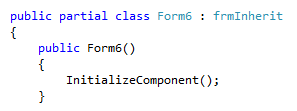 public partial class Form6 : frmInherit
{
    public Form6()
    {
        InitializeComponent();
    }